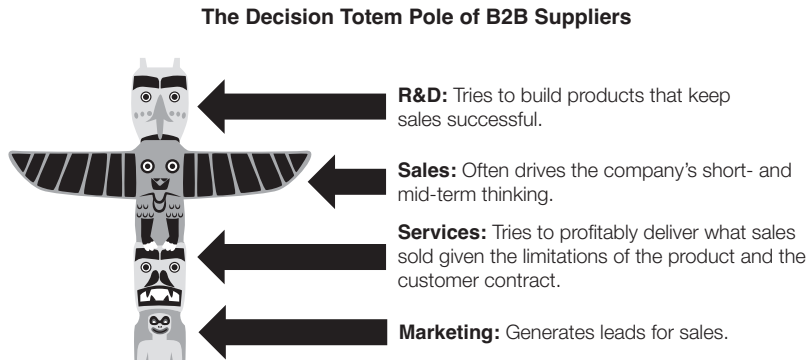 The Decision Totem Pole of B2B Suppliers
R&D: Tries to build products that keep
sales successful.
Sales: Often drives the company's short- and
mid-term thinking.
Services: Tries to profitably deliver what sales
sold given the limitations of the product and the
customer contract.
Marketing: Generates leads for sales.